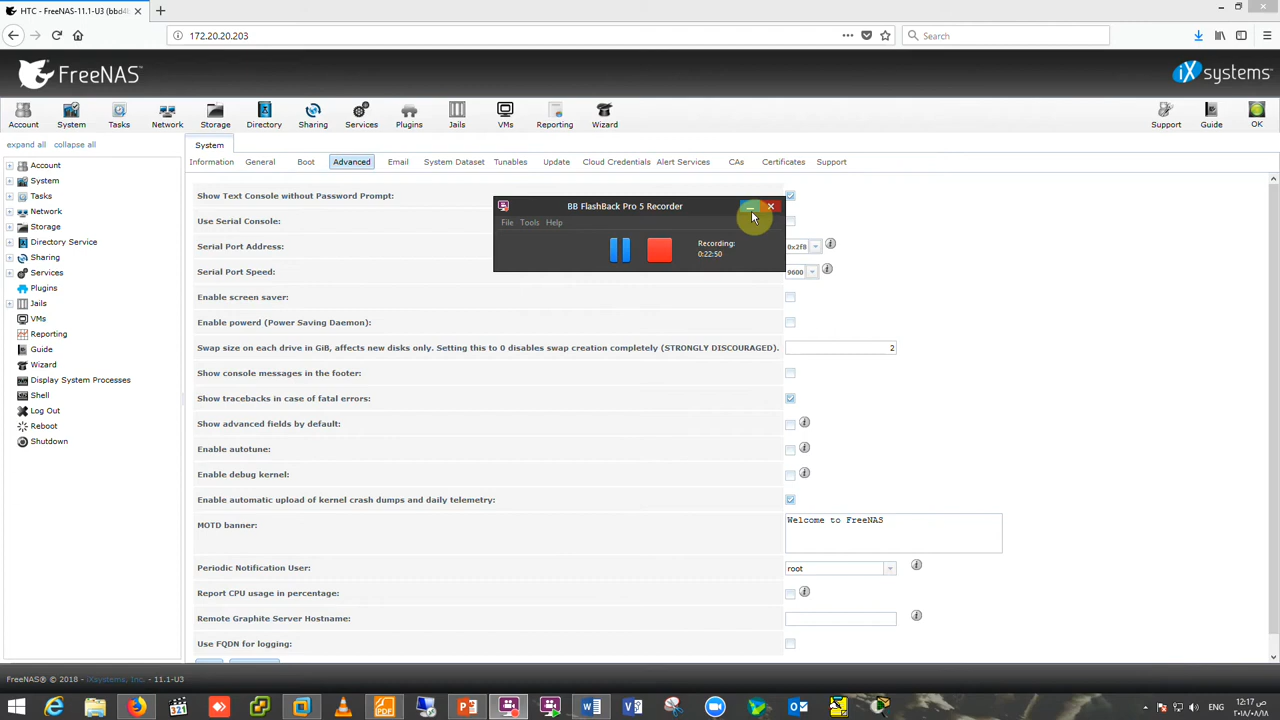 HTC - FreeNAS-11.1-U3 (bbd4b
172.20.20.203
Search
FreeNAS
iXsystems
Account System Tasks Network Storage Directory Sharing Services Plugins Jails VMs Reporting Wizard Support Guide OK
expand all collapse all
System
Information General Boot Advanced Email System Dataset Tunables Update Cloud Credentials Alert Services CAs Certificates Support
Account
System
Tasks
Network
Storage
Directory Service
Sharing
Services
Plugins
Jails
VMs
Reporting
Guide
Wizard
Display System Processes
Shell
Log Out
Reboot
Shutdown
Show Text Console without Password Prompt:
Use Serial Console:
Serial Port Address: 0x2f8
Serial Port Speed: 9600
Enable screen saver:
Enable powerd (Power Saving Daemon):
Swap size on each drive in GiB, affects new disks only. Setting this to 0 disables swap creation completely (STRONGLY DISCOURAGED). 2
Show console messages in the footer:
Show tracebacks in case of fatal errors:
Show advanced fields by default:
Enable autotune:
Enable debug kernel:
Enable automatic upload of kernel crash dumps and daily telemetry:
MOTD banner: Welcome to FreeNAS
Periodic Notification User: root
Report CPU usage in percentage:
Remote Graphite Server Hostname:
Use FQDN for logging:
BB FlashBack Pro 5 Recorder
File Tools Help
Recording:
0:22:50
FreeNAS® © 2018 - iXsystems, Inc. - 11.1-U3
ENG
12:17 ص